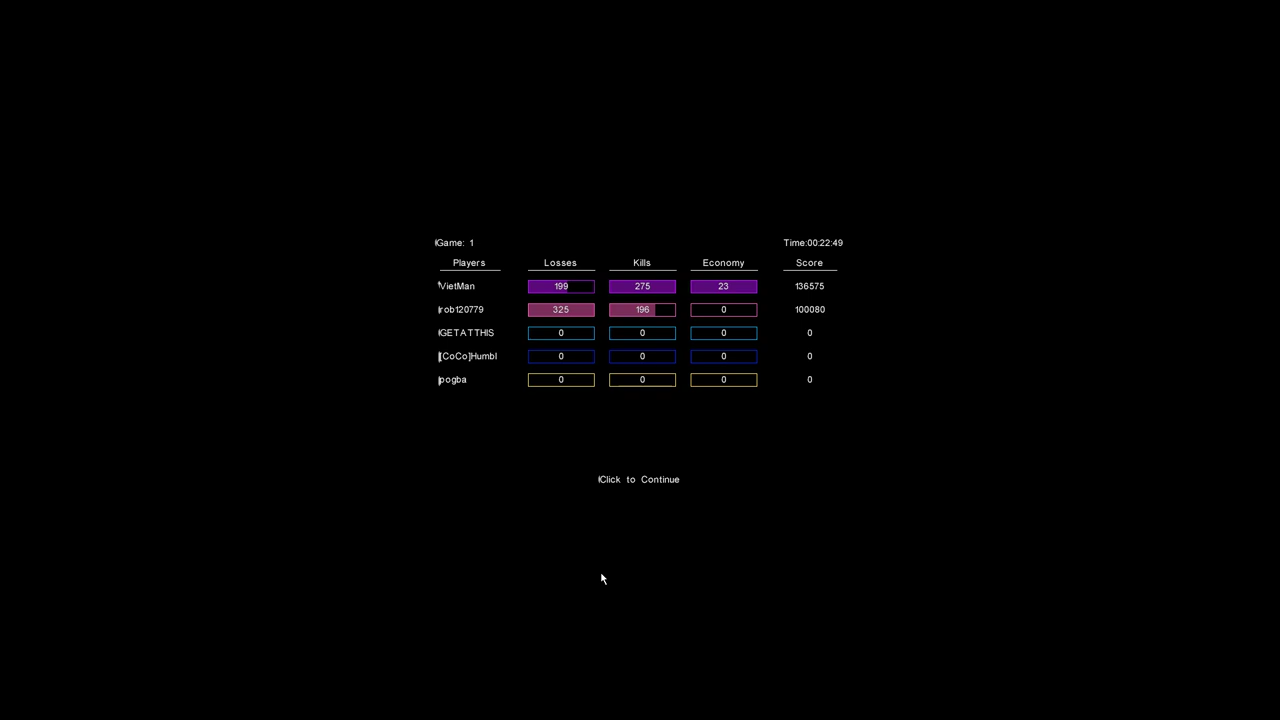 Game: 1 Time:00:22:49
Players Losses Kills Economy Score
VietMan 199 275 23 136575
rob120779 325 196 0 100080
GETATTHIS 0 0 0 0
[CoCo]Humbl 0 0 0 0
pogba 0 0 0 0
Click to Continue